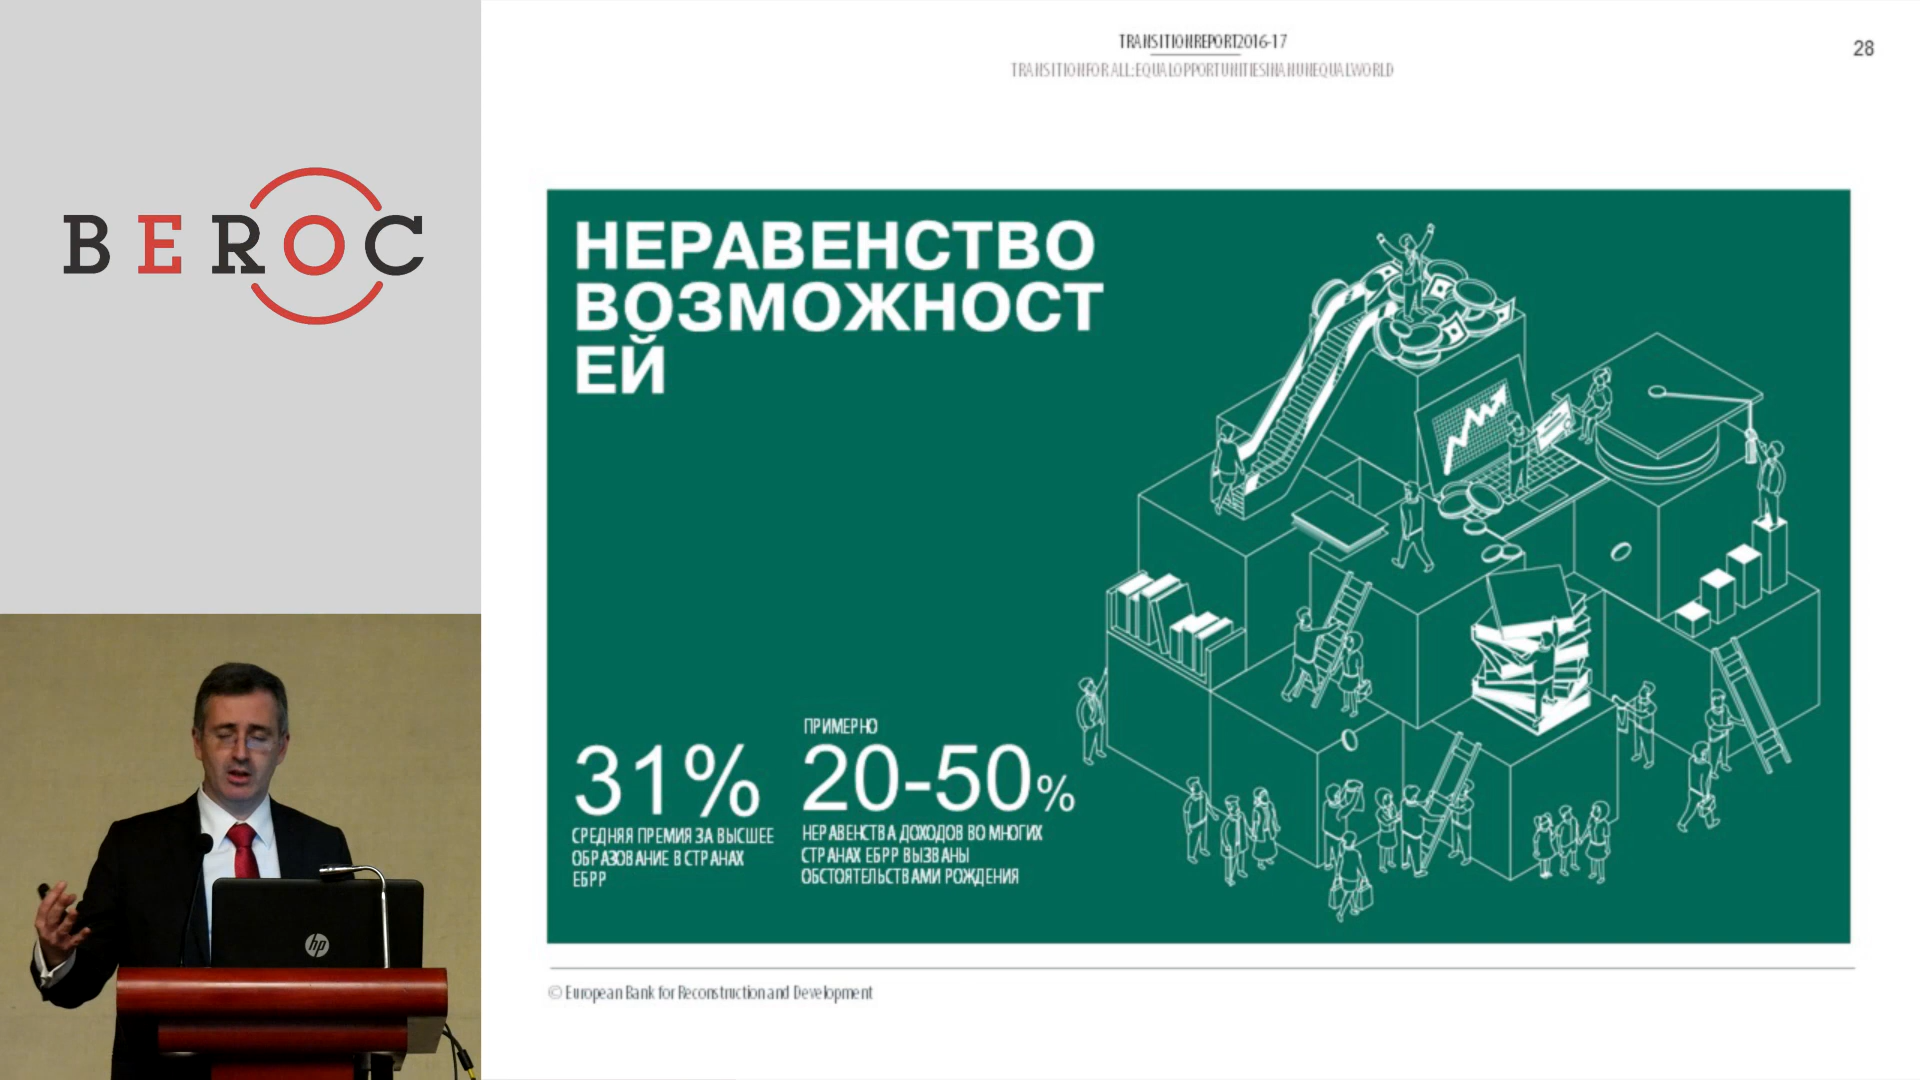 BEROC
TRANSITION REPORT 2016-17
TRANSITION FOR ALL: EQUAL OPPORTUNITIES IN AN UNEQUAL WORLD
28
НЕРАВЕНСТВО
ВОЗМОЖНОСТ
ЕЙ
31%
СРЕДНЯЯ ПРЕМИЯ ЗА ВЫСШЕЕ
ОБРАЗОВАНИЕ В СТРАНАХ
ЕБРР
ПРИМЕРНО
20-50%
НЕРАВЕНСТВА ДОХОДОВ ВО МНОГИХ
СТРАНАХ ЕБРР ВЫЗВАНЫ
ОБСТОЯТЕЛЬСТВАМИ РОЖДЕНИЯ
© European Bank for Reconstruction and Development
hp